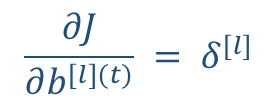 ∂J/∂b^{[l](t)} = δ^{[l]}